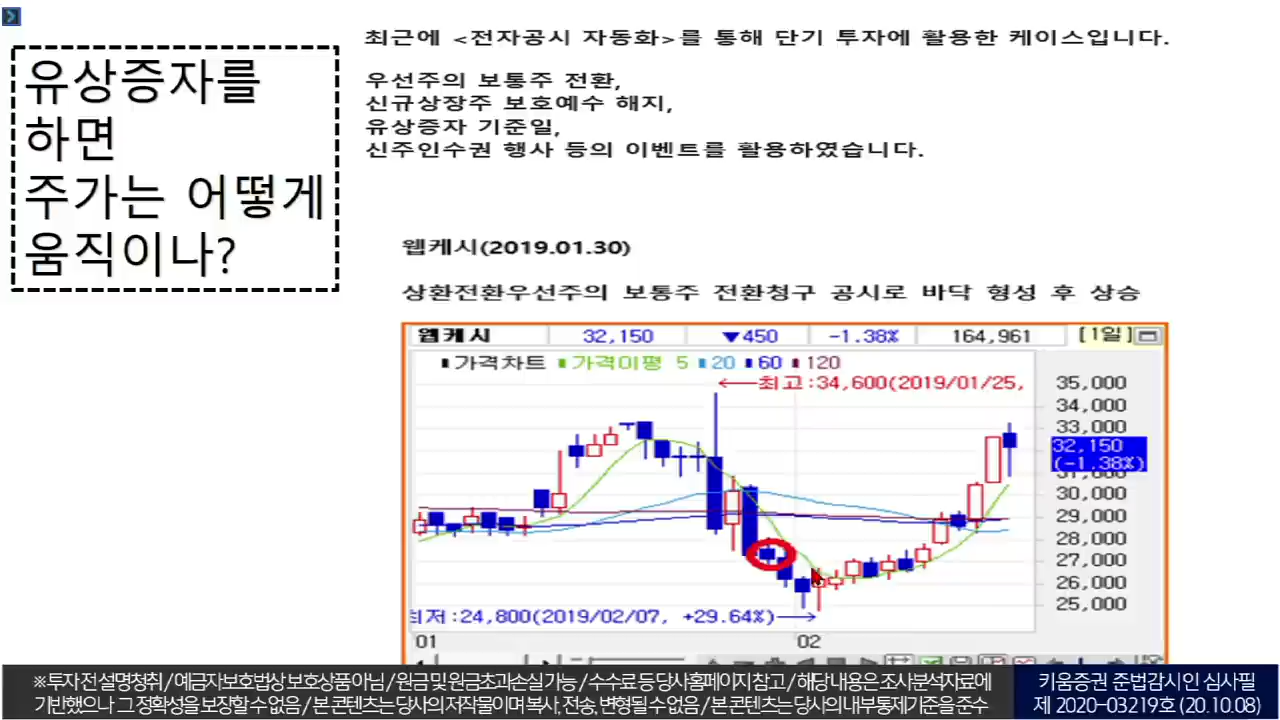 유상증자를
하면
주가는 어떻게
움직이나?
최근에 <전자공시 자동화>를 통해 단기 투자에 활용한 케이스입니다.
우선주의 보통주 전환,
신규상장주 보호예수 해지,
유상증자 기준일,
신주인수권 행사 등의 이벤트를 활용하였습니다.
웹케시(2019.01.30)
상환전환우선주의 보통주 전환청구 공시로 바닥 형성 후 상승
웹케시 32,150 ▼450 -1.38% 164,961 [1일]
가격차트 가격이평 5 20 60 120
←최고:34,600(2019/01/25,
35,000
34,000
33,000
32,150
(-1.38%)
31,000
30,000
29,000
28,000
27,000
26,000
25,000
최저:24,800(2019/02/07, +29.64%)→
01 02
※투자 전 설명청취 / 예금자보호법상 보호상품 아님 / 원금 및 원금초과손실 가능 / 수수료 등 당사 홈페이지 참고 / 해당 내용은 조사분석자료에
기반했으나 그 정확성을 보장할 수 없음 / 본 콘텐츠는 당사의 저작물이며 복사, 전송, 변형될 수 없음 / 본 콘텐츠는 당사의 내부통제기준을 준수
키움증권 준법감시인 심사필
제 2020-03219호 (20.10.08)